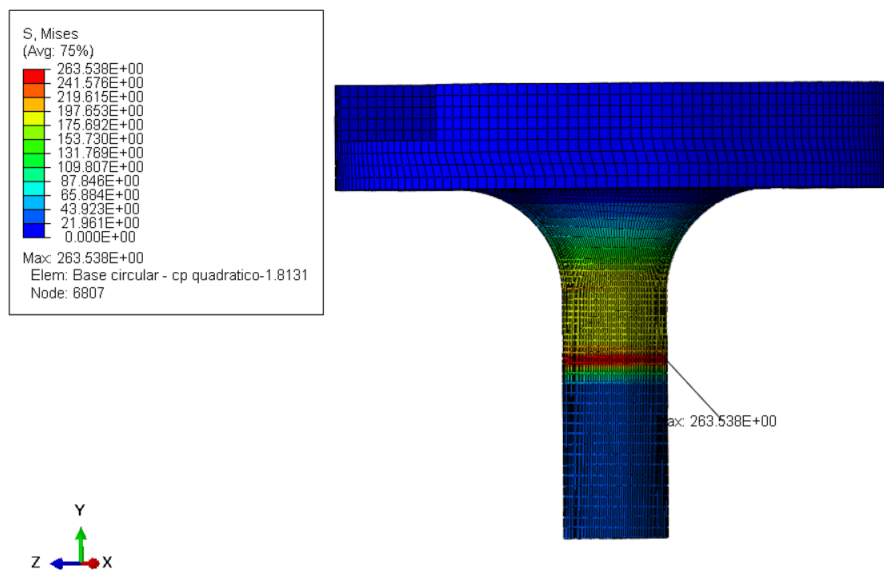 S, Mises
(Avg: 75%)
263.538E+00
241.576E+00
219.615E+00
197.653E+00
175.692E+00
153.730E+00
131.769E+00
109.807E+00
87.846E+00
65.884E+00
43.923E+00
21.961E+00
0.000E+00
Max: 263.538E+00
Elem: Base circular - cp quadratico-1.8131
Node: 6807
ax: 263.538E+00
Y
Z
X